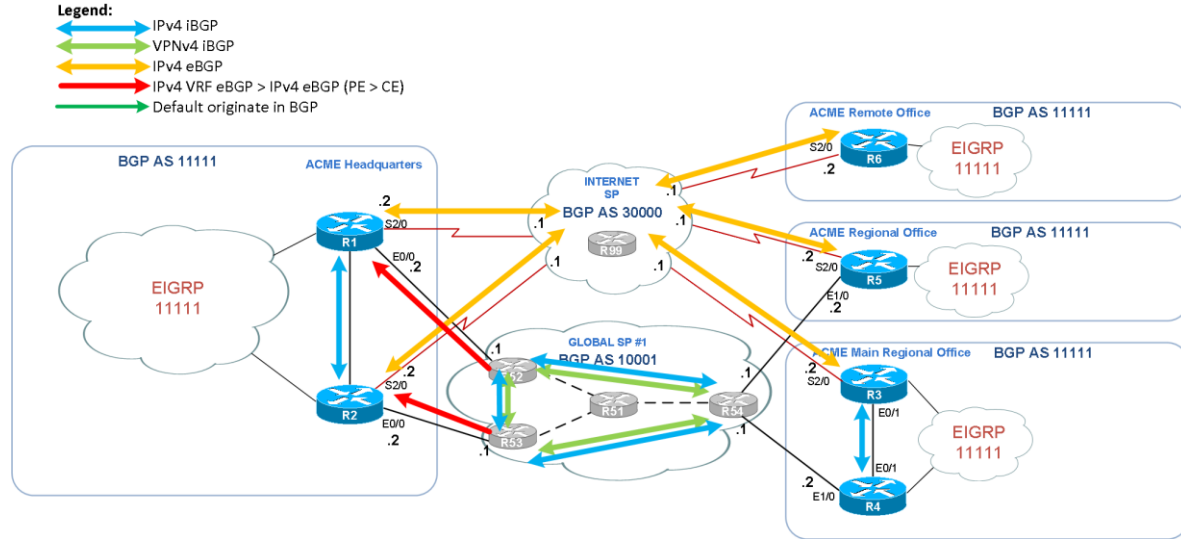 Legend:
IPv4 iBGP
VPNv4 iBGP
IPv4 eBGP
IPv4 VRF eBGP > IPv4 eBGP (PE > CE)
Default originate in BGP
BGP AS 11111
ACME Headquarters
EIGRP
11111
R1
.2
S2/0
E0/0
.2
R2
.2
S2/0
E0/0
.2
INTERNET
SP
BGP AS 30000
R99
.1
.1
.1
.1
.1
GLOBAL SP #1
BGP AS 10001
.1
R52
R51
R53
.1
R54
.1
.1
ACME Remote Office
BGP AS 11111
R6
S2/0
.2
EIGRP
11111
ACME Regional Office
BGP AS 11111
R5
.2
S2/0
E1/0
.2
EIGRP
11111
ACME Main Regional Office
BGP AS 11111
R3
.2
S2/0
E0/1
EIGRP
11111
E0/1
R4
.2
E1/0